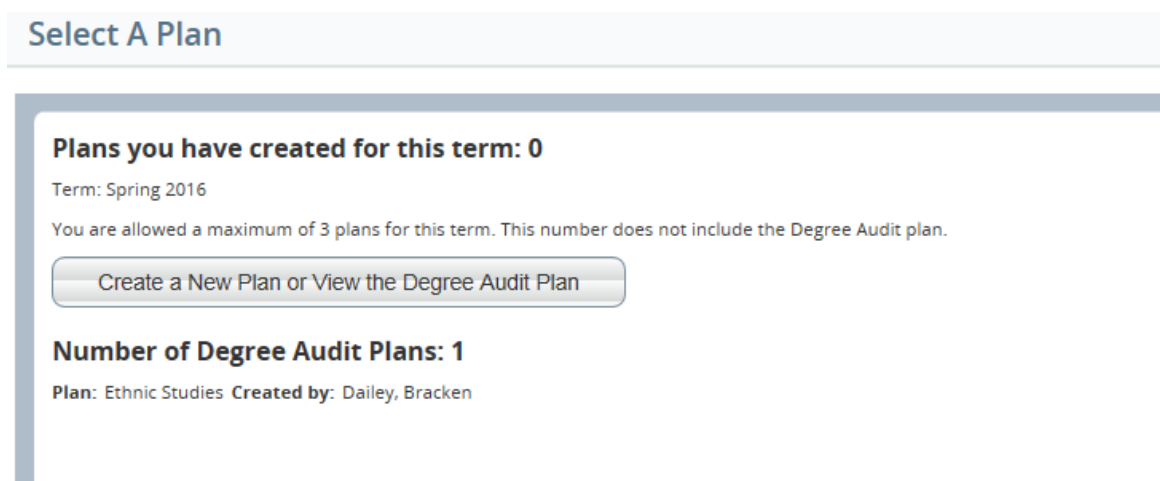 Select A Plan
Plans you have created for this term: 0
Term: Spring 2016
You are allowed a maximum of 3 plans for this term. This number does not include the Degree Audit plan.
Create a New Plan or View the Degree Audit Plan
Number of Degree Audit Plans: 1
Plan: Ethnic Studies Created by: Dailey, Bracken